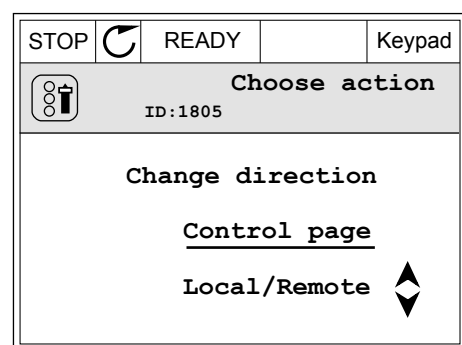 STOP READY Keypad
Choose action
ID:1805
Change direction
Control page
Local/Remote